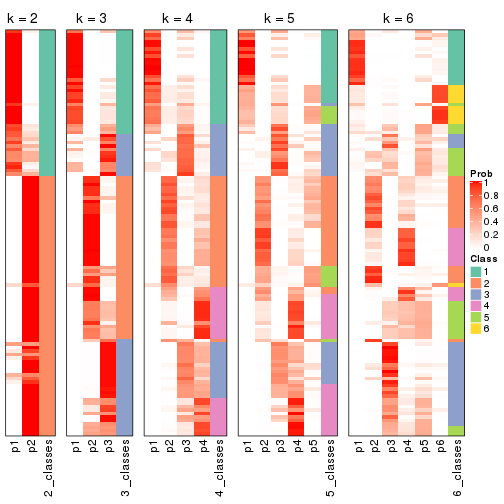 k = 2
k = 3
k = 4
k = 5
k = 6
Prob
1
0.8
0.6
0.4
0.2
0
Class
1
2
3
4
5
6
p1
p2
2_classes
p1
p2
p3
3_classes
p1
p2
p3
p4
4_classes
p1
p2
p3
p4
p5
5_classes
p1
p2
p3
p4
p5
p6
6_classes